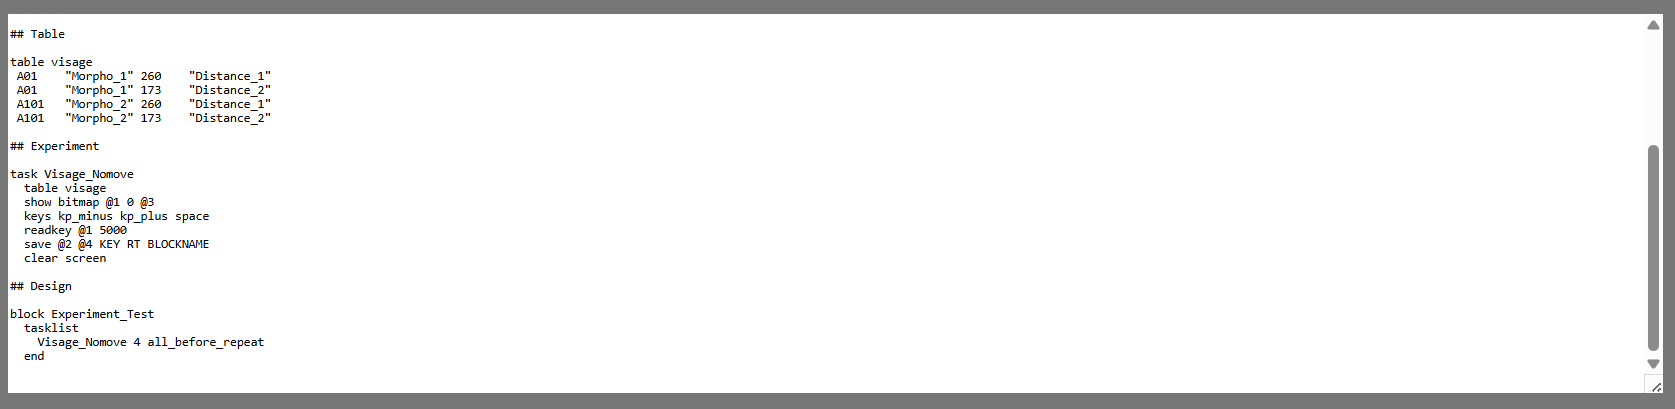 ## Table
table visage
A01 "Morpho_1" 260 "Distance_1"
A01 "Morpho_1" 173 "Distance_2"
A101 "Morpho_2" 260 "Distance_1"
A101 "Morpho_2" 173 "Distance_2"
## Experiment
task Visage_Nomove
table visage
show bitmap @1 0 @3
keys kp_minus kp_plus space
readkey @1 5000
save @2 @4 KEY RT BLOCKNAME
clear screen
## Design
block Experiment_Test
tasklist
Visage_Nomove 4 all_before_repeat
end